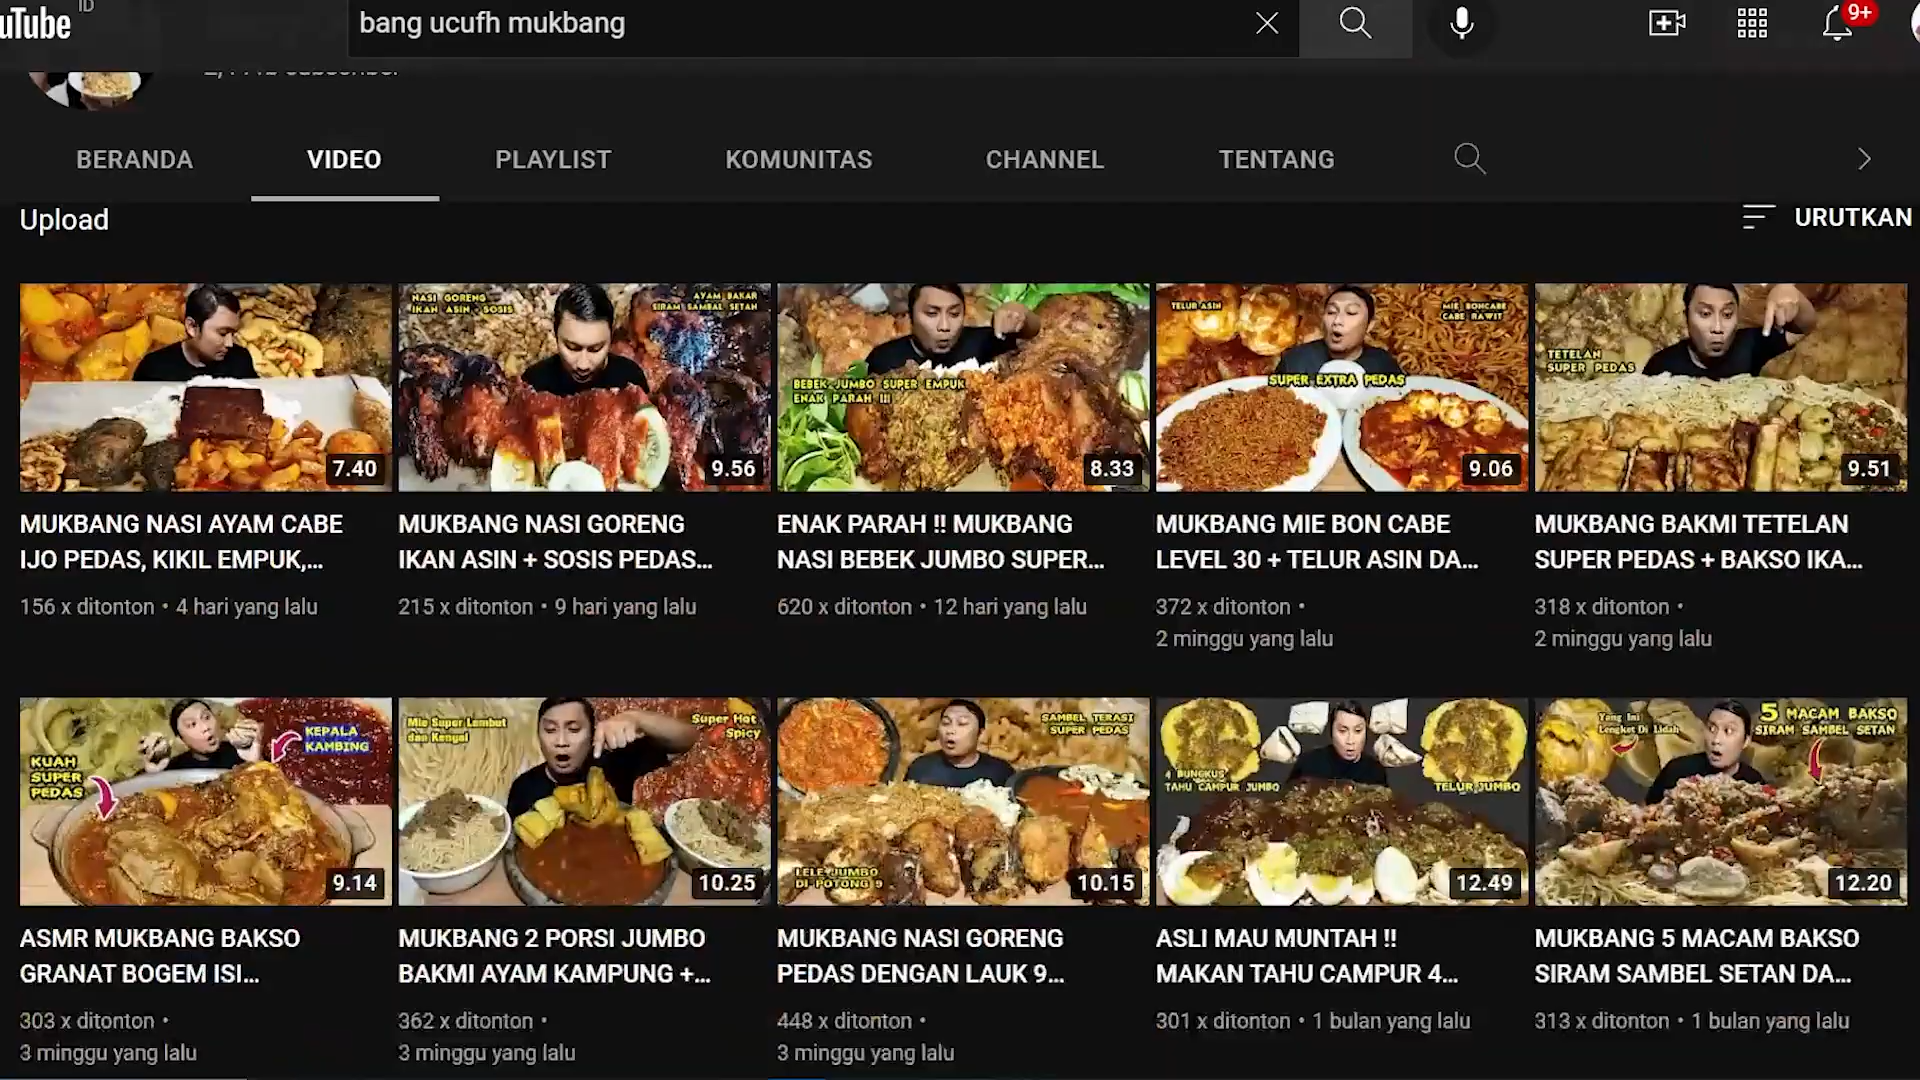 uTube
ID
bang ucufh mukbang
9+
BERANDA
VIDEO
PLAYLIST
KOMUNITAS
CHANNEL
TENTANG
Upload
URUTKAN
7.40
MUKBANG NASI AYAM CABE
IJO PEDAS, KIKIL EMPUK,...
156 x ditonton • 4 hari yang lalu
NASI GORENG
IKAN ASIN + SOSIS
AYAM BAKAR
SIRAM SAMBAL SETAN
9.56
MUKBANG NASI GORENG
IKAN ASIN + SOSIS PEDAS...
215 x ditonton • 9 hari yang lalu
BEBEK JUMBO SUPER EMPUK
ENAK PARAH !!!
8.33
ENAK PARAH !! MUKBANG
NASI BEBEK JUMBO SUPER...
620 x ditonton • 12 hari yang lalu
TELUR ASIN
MIE BONCABE
CABE RAWIT
SUPER EXTRA PEDAS
9.06
MUKBANG MIE BON CABE
LEVEL 30 + TELUR ASIN DA...
372 x ditonton •
2 minggu yang lalu
TETELAN
SUPER PEDAS
9.51
MUKBANG BAKMI TETELAN
SUPER PEDAS + BAKSO IKA...
318 x ditonton •
2 minggu yang lalu
KUAH
SUPER
PEDAS
KEPALA
KAMBING
9.14
ASMR MUKBANG BAKSO
GRANAT BOGEM ISI...
303 x ditonton •
3 minggu yang lalu
Mie Super Lembut
dan Kenyal
Super Hot
Spicy
10.25
MUKBANG 2 PORSI JUMBO
BAKMI AYAM KAMPUNG +...
362 x ditonton •
3 minggu yang lalu
SAMBEL TERASI
SUPER PEDAS
LELE JUMBO
DI POTONG 9
10.15
MUKBANG NASI GORENG
PEDAS DENGAN LAUK 9...
448 x ditonton •
3 minggu yang lalu
4 BUNGKUS
TAHU CAMPUR JUMBO
TELUR JUMBO
12.49
ASLI MAU MUNTAH !!
MAKAN TAHU CAMPUR 4...
301 x ditonton • 1 bulan yang lalu
Yang Ini
Lengket Di Lidah
5 MACAM BAKSO
SIRAM SAMBEL SETAN
12.20
MUKBANG 5 MACAM BAKSO
SIRAM SAMBEL SETAN DA...
313 x ditonton • 1 bulan yang lalu